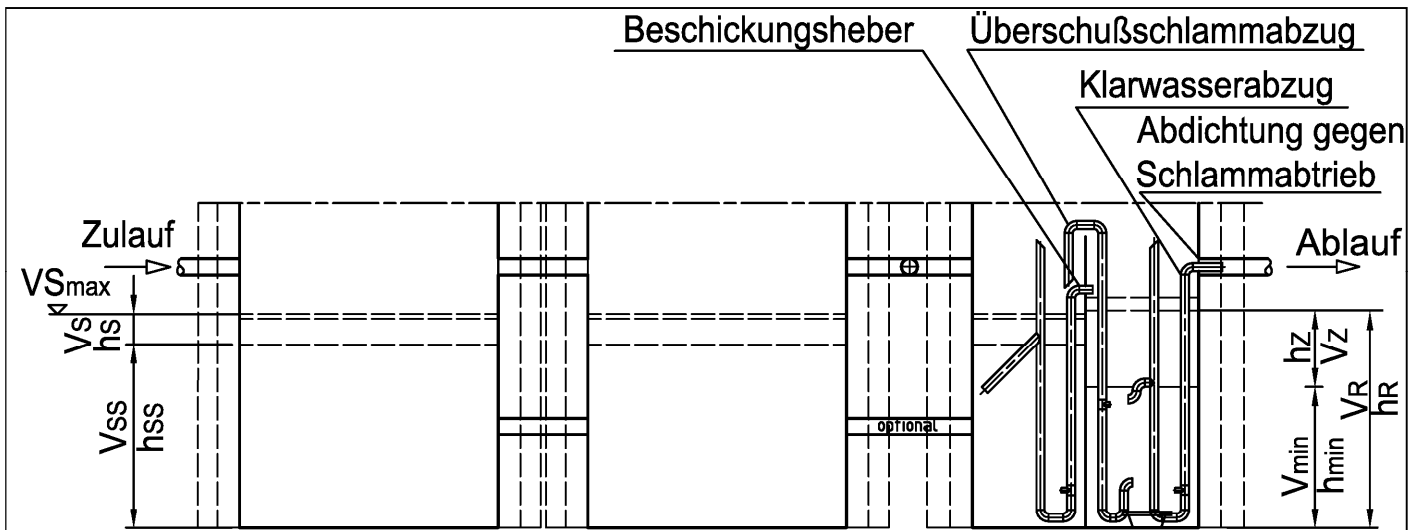 Beschickungsheber
Überschußschlammabzug
Klarwasserabzug
Abdichtung gegen
Schlammabtrieb
Zulauf
Ablauf
VSmax
VS
hS
VSS
hSS
optional
hZ
VZ
VR
hR
Vmin
hmin